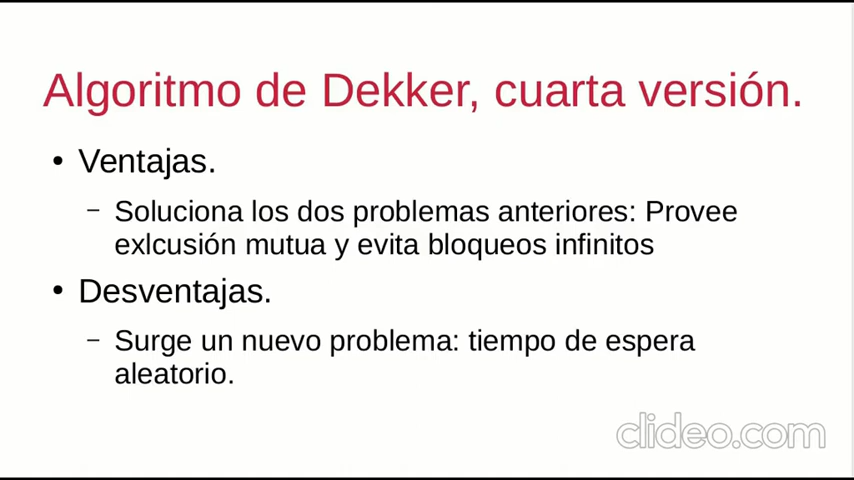 Algoritmo de Dekker, cuarta versión.
• Ventajas.
– Soluciona los dos problemas anteriores: Provee
exlcusión mutua y evita bloqueos infinitos
• Desventajas.
– Surge un nuevo problema: tiempo de espera
aleatorio.
clideo.com